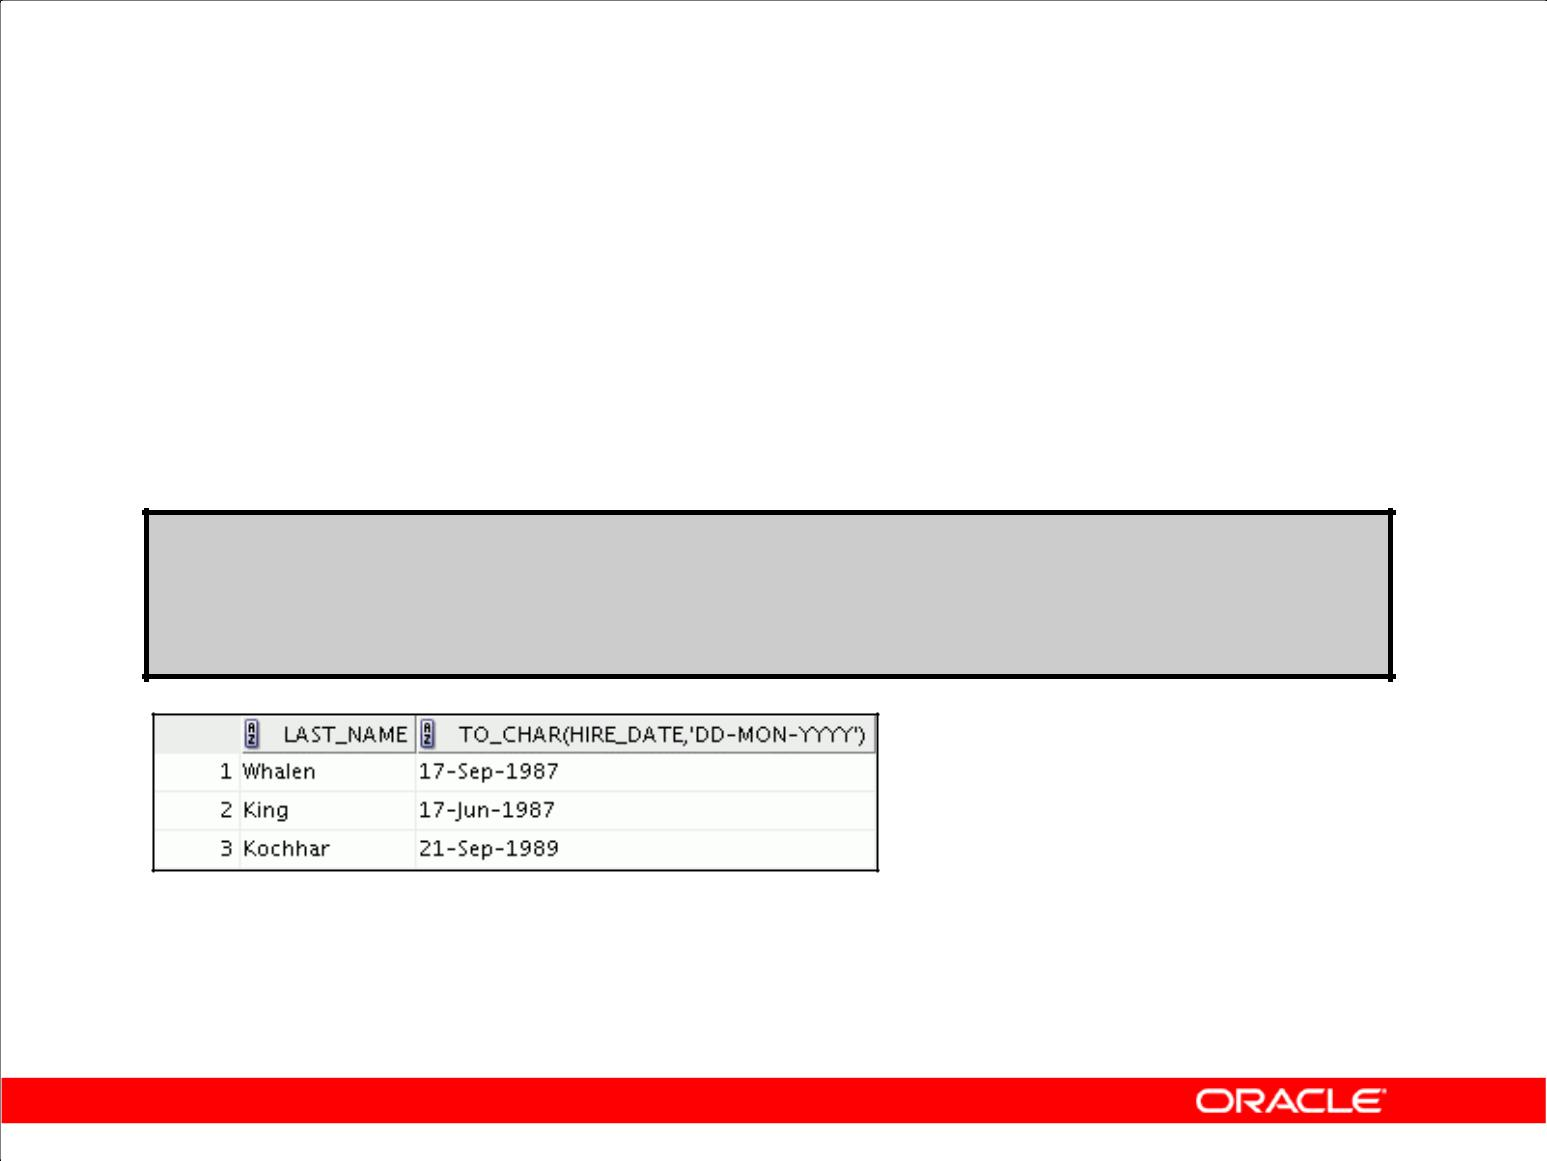 LAST_NAME TO_CHAR(HIRE_DATE,'DD-MON-YYYY')
1 Whalen 17-Sep-1987
2 King 17-Jun-1987
3 Kochhar 21-Sep-1989
ORACLE